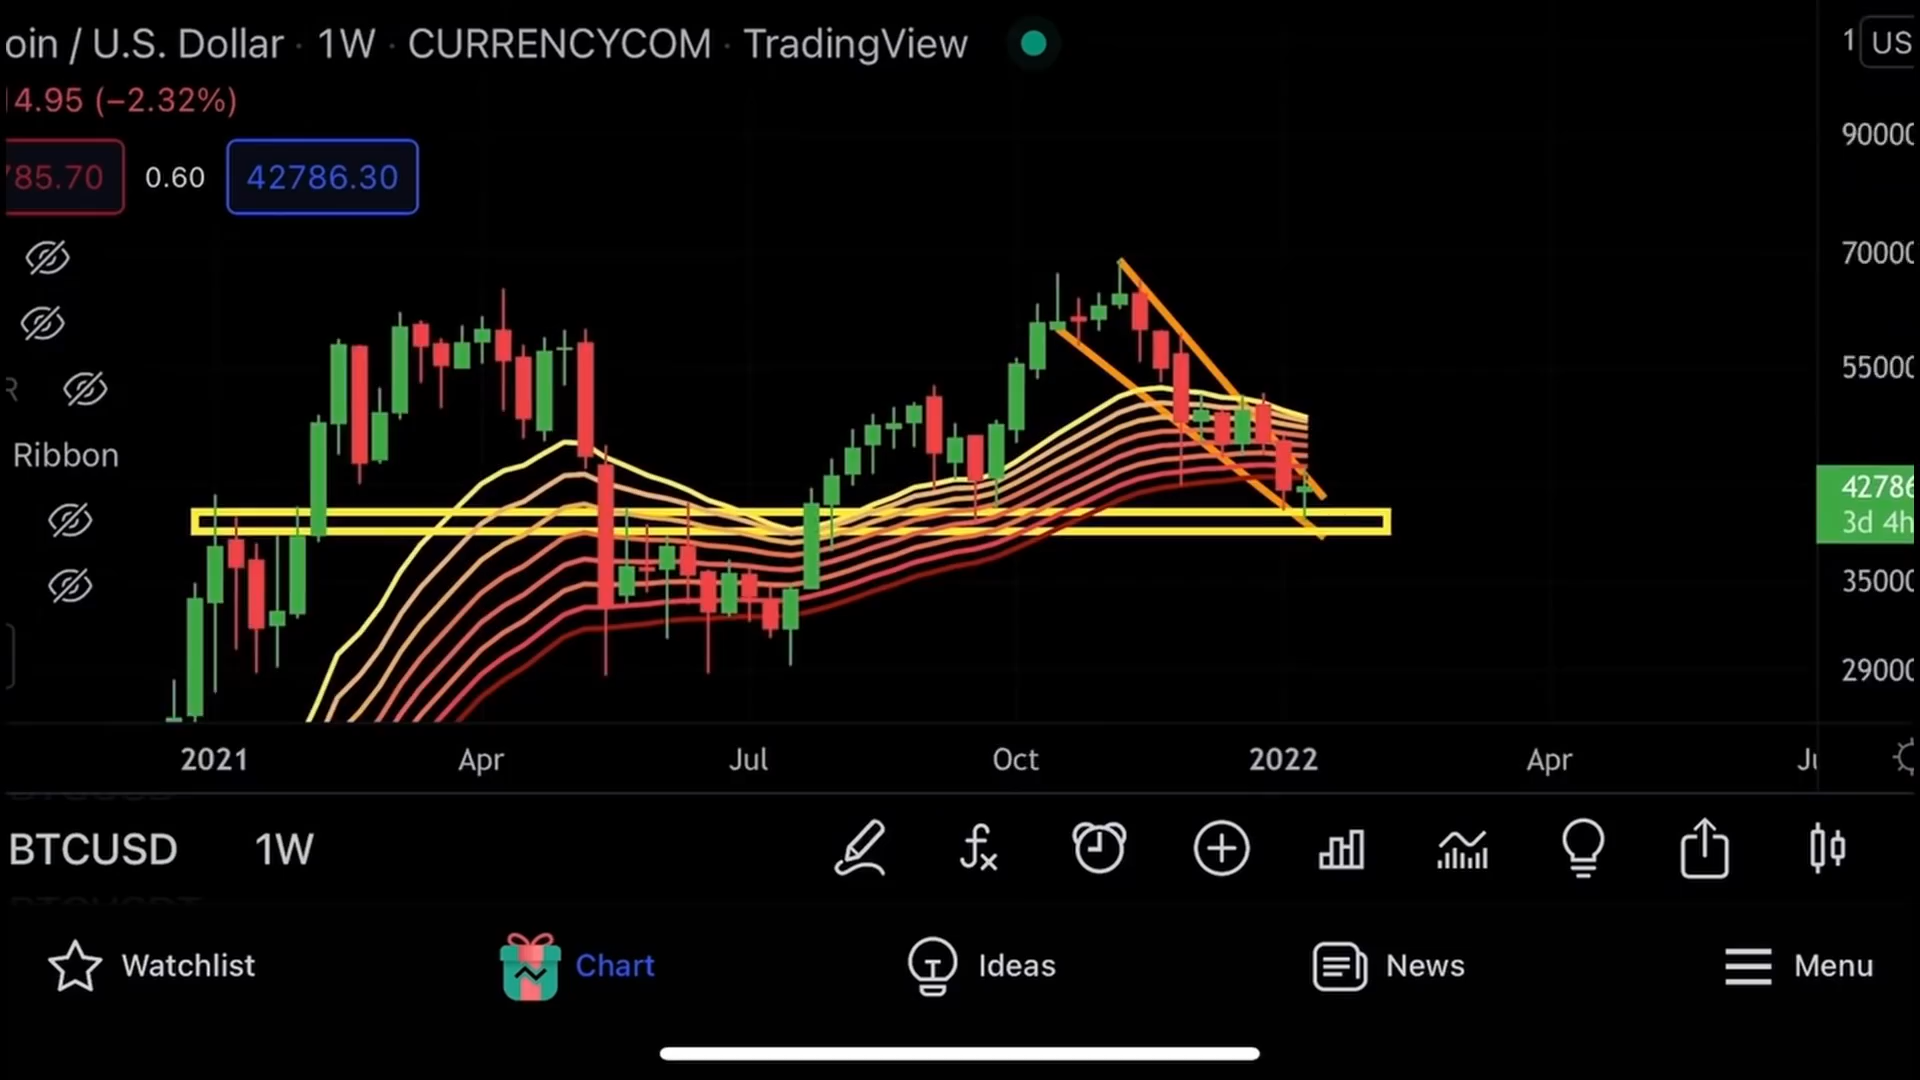 oin / U.S. Dollar · 1W · CURRENCYCOM · TradingView
1 US
4.95 (−2.32%)
90000
85.70 0.60 42786.30
70000
55000
R
Ribbon
42786
3d 4h
35000
29000
2021 Apr Jul Oct 2022 Apr Ju
BTCUSD 1W
Watchlist Chart Ideas News Menu